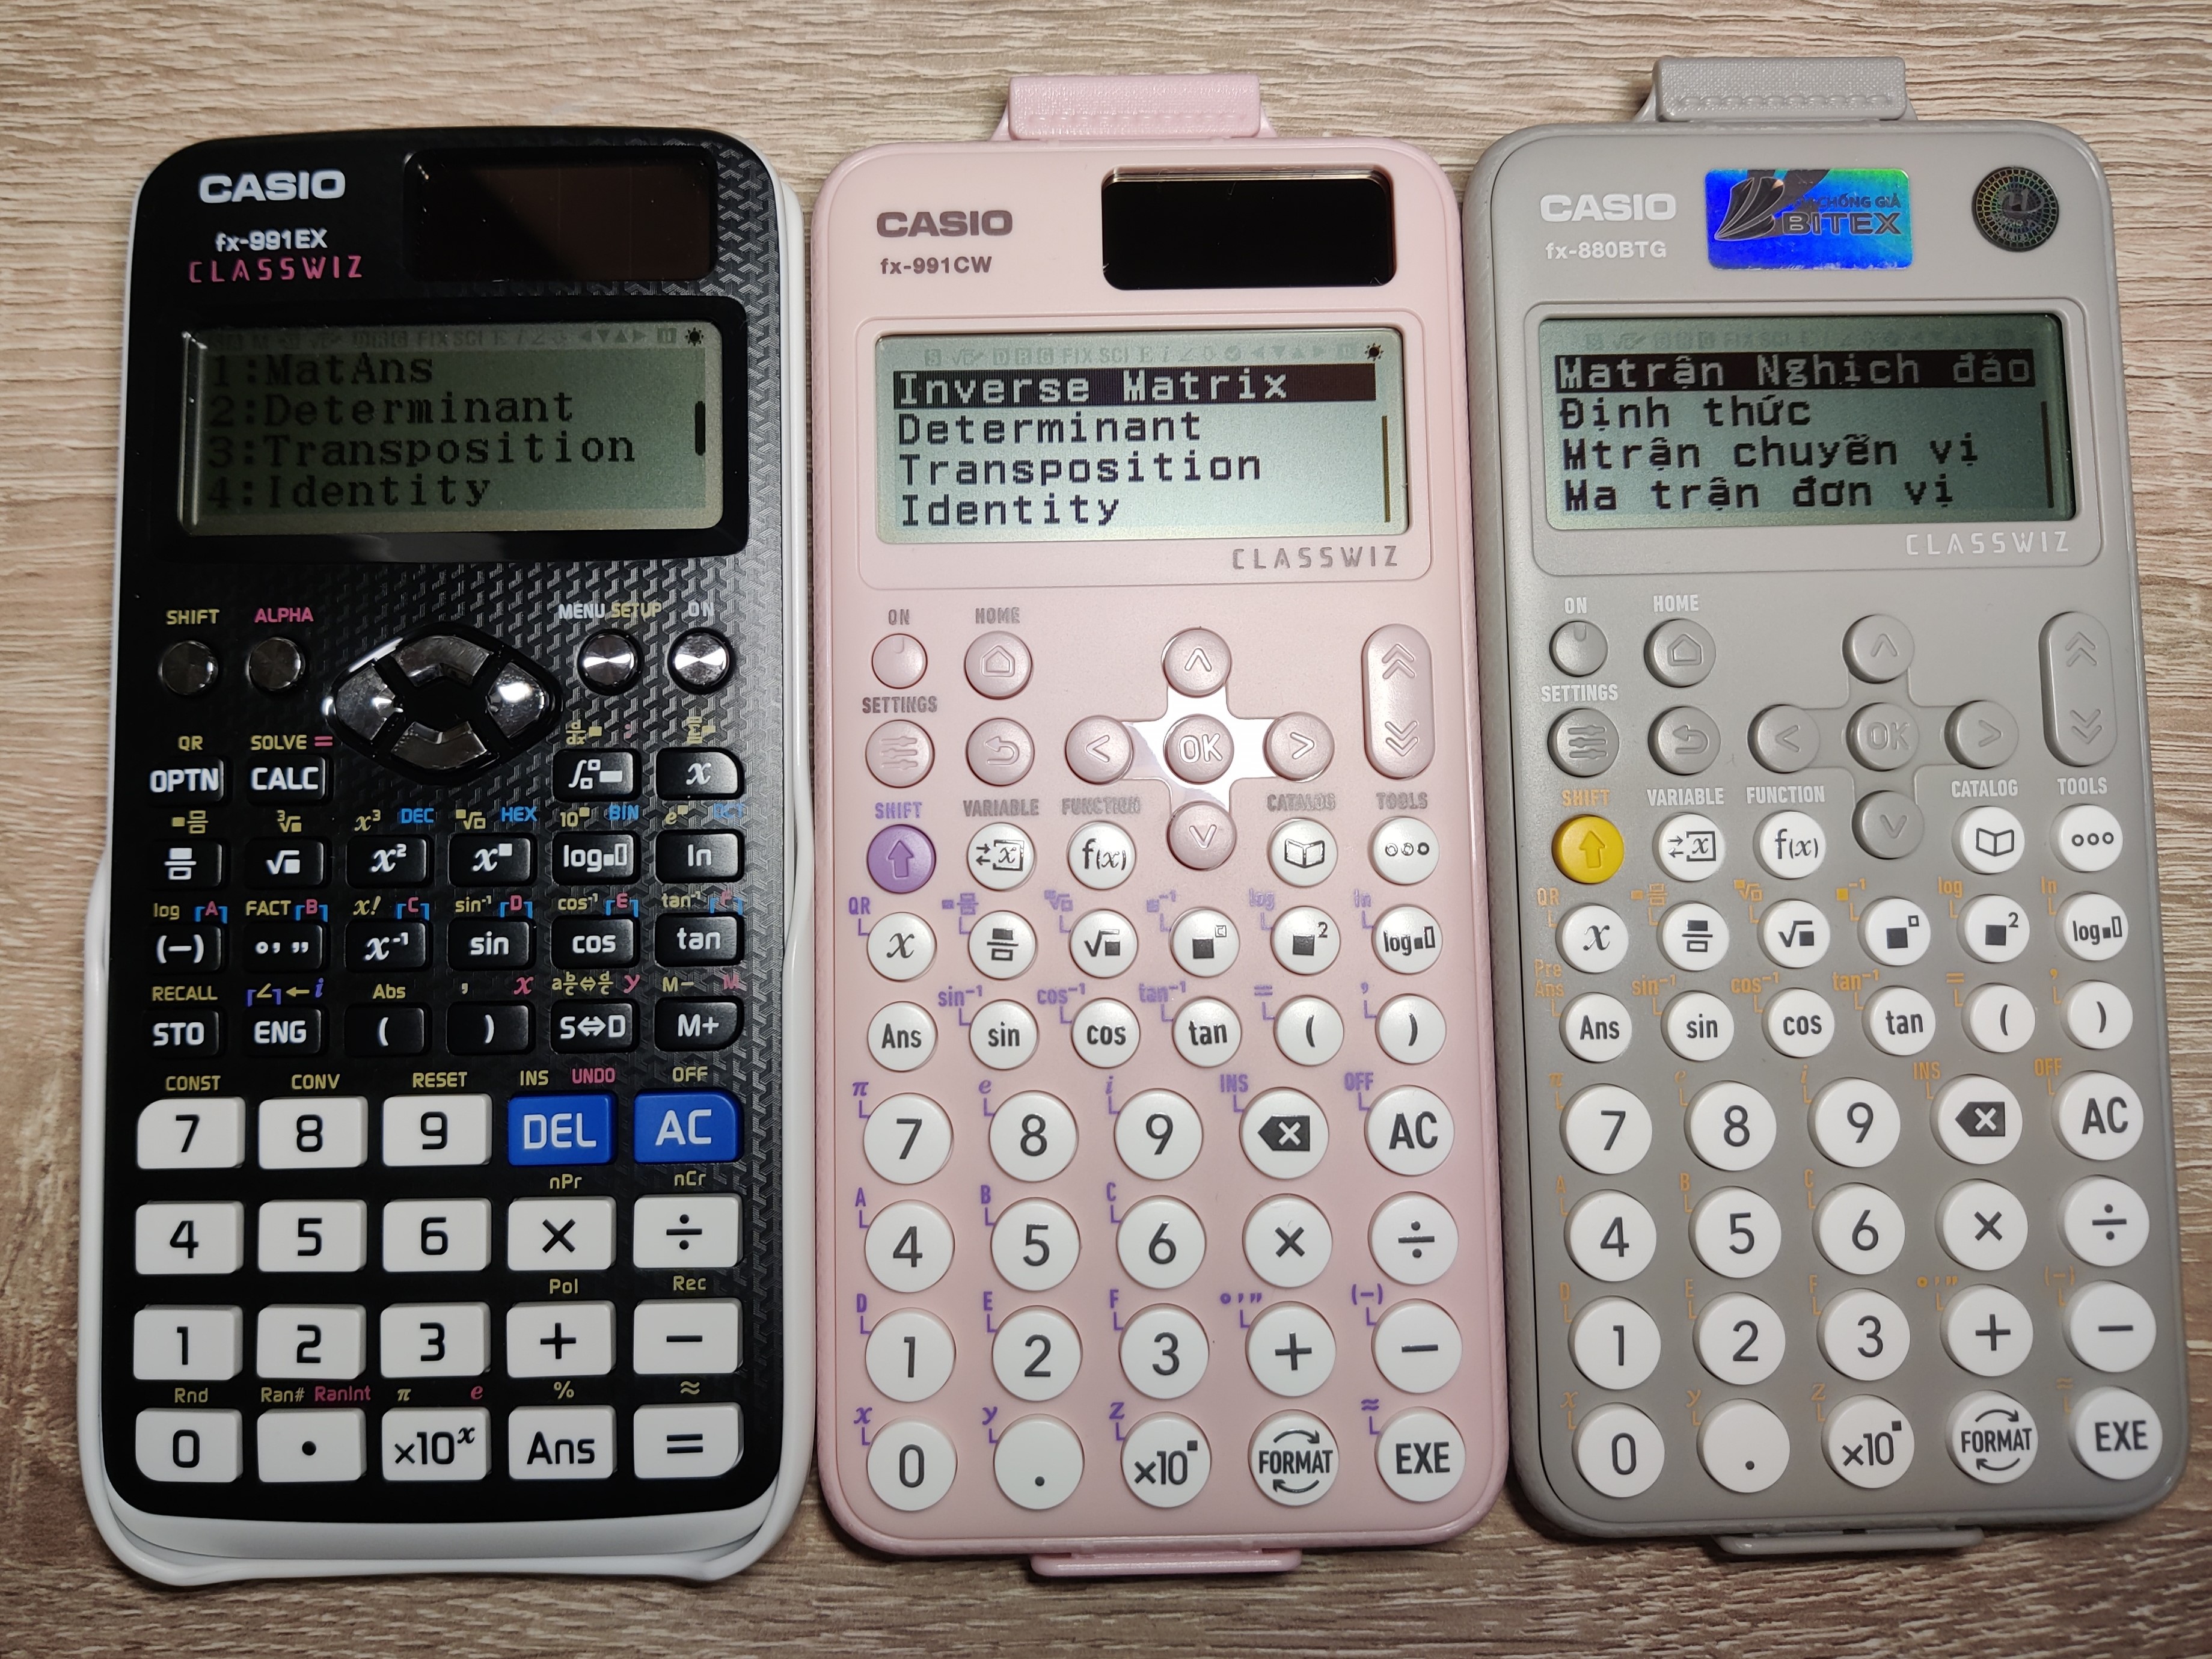 CASIO
fx-991EX
CLASSWIZ
1:MatAns
2:Determinant
3:Transposition
4:Identity
SHIFT ALPHA MENU SETUP ON
QR SOLVE =
OPTN CALC x
x³ DEC HEX 10 BIN e
x² log ln
log A FACT B x! C sin⁻¹ D cos⁻¹ E tan⁻¹ F
(−) x⁻¹ sin cos tan
RECALL ∠ ← i Abs , x y M− M
STO ENG ( ) S⇔D M+
CONST CONV RESET INS UNDO OFF
7 8 9 DEL AC
nPr nCr
4 5 6 × ÷
Pol Rec
1 2 3 + −
Rnd Ran# RanInt π e % ≈
0 . ×10ˣ Ans =
CASIO
fx-991CW
Inverse Matrix
Determinant
Transposition
Identity
CLASSWIZ
ON HOME
SETTINGS
OK
SHIFT VARIABLE FUNCTION CATALOG TOOLS
x f(x)
QR log ln
x log
sin⁻¹ cos⁻¹ tan⁻¹ = ,
Ans sin cos tan ( )
π e i INS OFF
7 8 9 AC
A B C
4 5 6 × ÷
D E F ° ' " (−)
1 2 3 + −
x y z ≈
0 . ×10 FORMAT EXE
CASIO
fx-880BTG
CHỐNG GIẢ
BITEX
Matrận Nghịch đảo
Định thức
Mtrận chuyển vị
Ma trận đơn vị
CLASSWIZ
ON HOME
SETTINGS
OK
SHIFT VARIABLE FUNCTION CATALOG TOOLS
x f(x)
QR log ln
x log
Pre Ans sin⁻¹ cos⁻¹ tan⁻¹ = ,
Ans sin cos tan ( )
π e i INS OFF
7 8 9 AC
A B C
4 5 6 × ÷
D E F ° ' " (−)
1 2 3 + −
x y z ≈
0 . ×10 FORMAT EXE